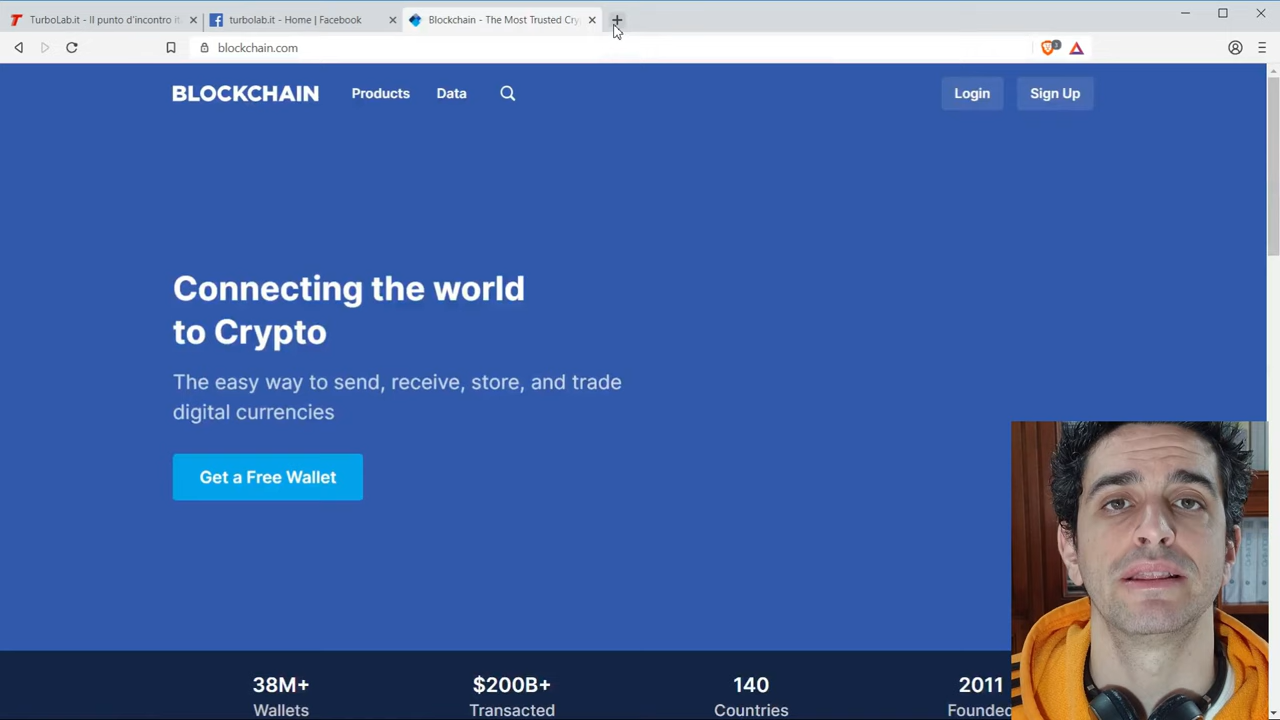 TurboLab.it - Il punto d'incontro it
turbolab.it - Home | Facebook
Blockchain - The Most Trusted Cry
blockchain.com
3
BLOCKCHAIN
Products
Data
Login
Sign Up
Connecting the world
to Crypto
The easy way to send, receive, store, and trade
digital currencies
Get a Free Wallet
38M+
Wallets
$200B+
Transacted
140
Countries
2011
Founded